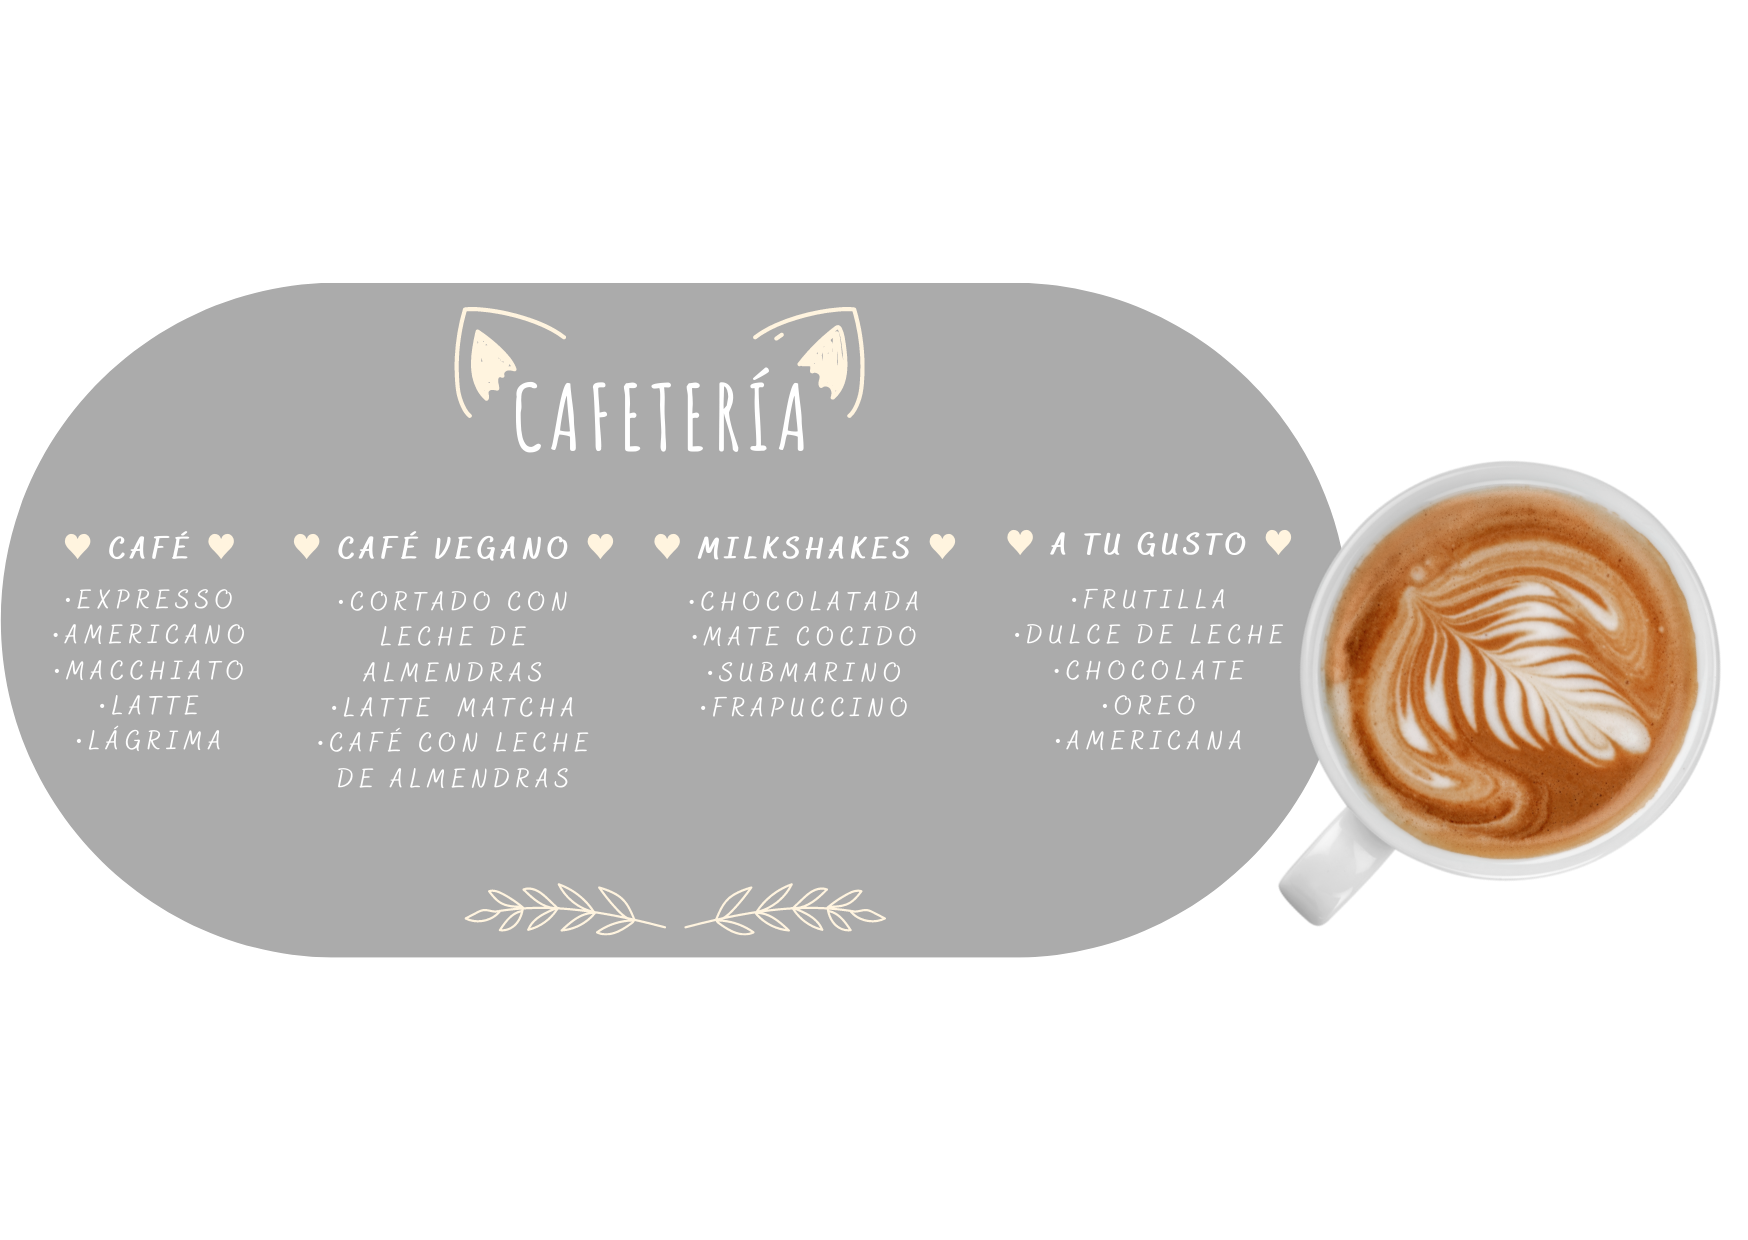 CAFETERÍA
CAFÉ
·EXPRESSO
·AMERICANO
·MACCHIATO
·LATTE
·LÁGRIMA
CAFÉ VEGANO
·CORTADO CON
LECHE DE
ALMENDRAS
·LATTE MATCHA
·CAFÉ CON LECHE
DE ALMENDRAS
MILKSHAKES
·CHOCOLATADA
·MATE COCIDO
·SUBMARINO
·FRAPUCCINO
A TU GUSTO
·FRUTILLA
·DULCE DE LECHE
·CHOCOLATE
·OREO
·AMERICANA